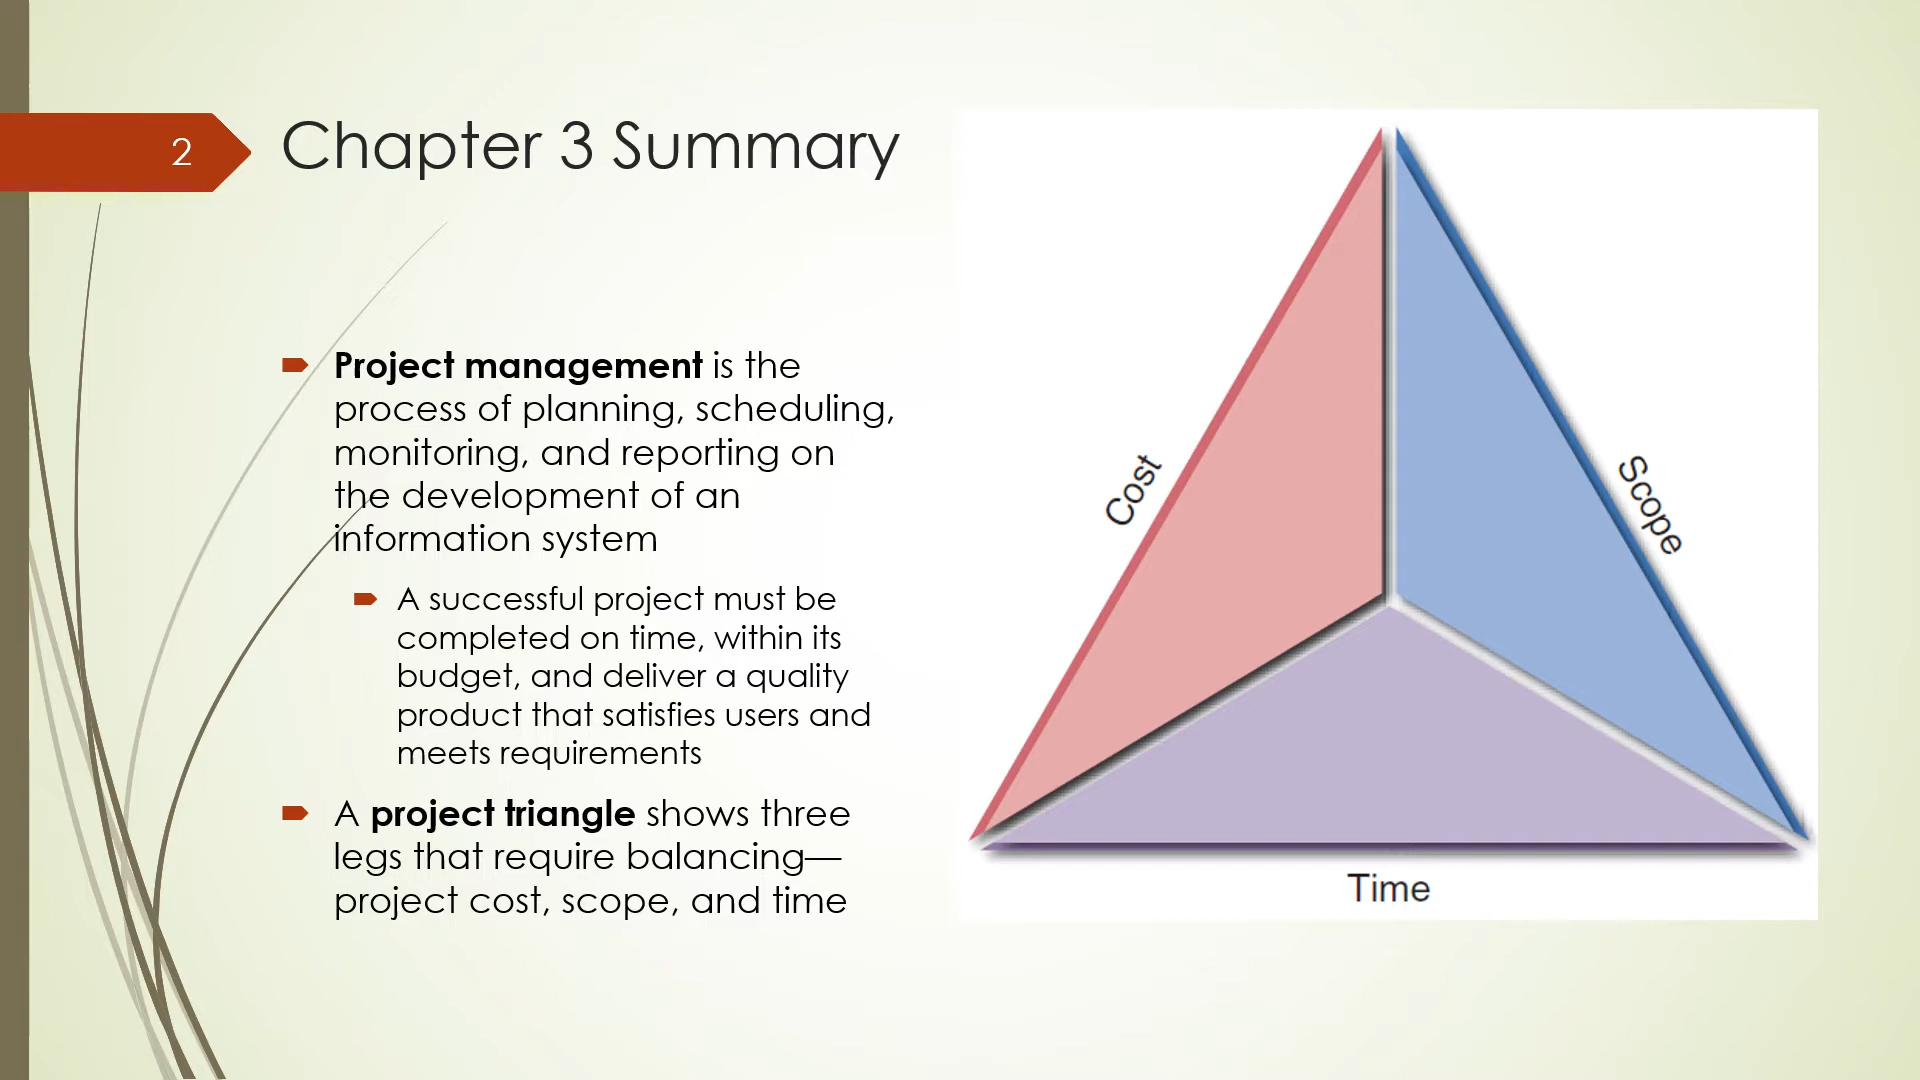 2
Chapter 3 Summary
Project management is the
process of planning, scheduling,
monitoring, and reporting on
the development of an
information system
A successful project must be
completed on time, within its
budget, and deliver a quality
product that satisfies users and
meets requirements
A project triangle shows three
legs that require balancing—
project cost, scope, and time
Cost
Scope
Time